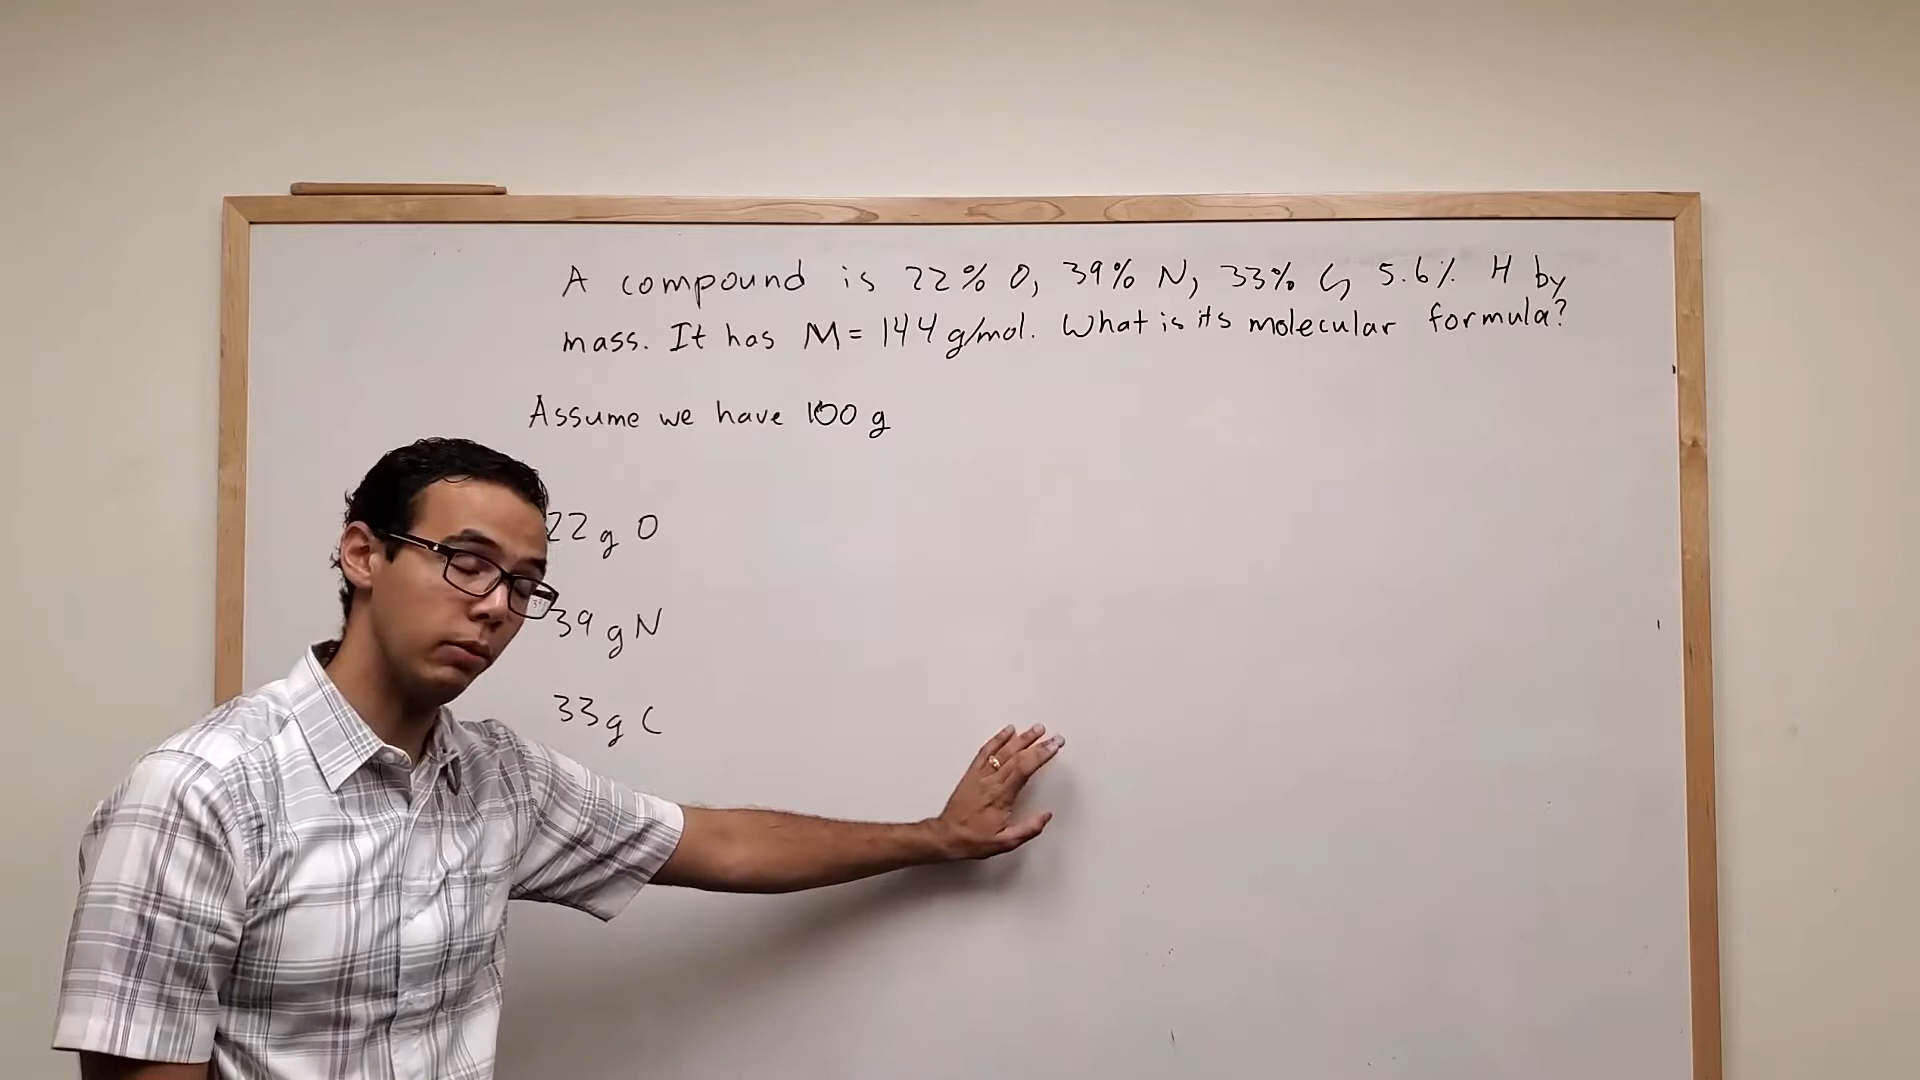 A compound is 22% O, 39% N, 33% C, 5.6% H by
mass. It has M = 144 g/mol. What is its molecular formula?
Assume we have 100 g
22 g O
39 g N
33 g C